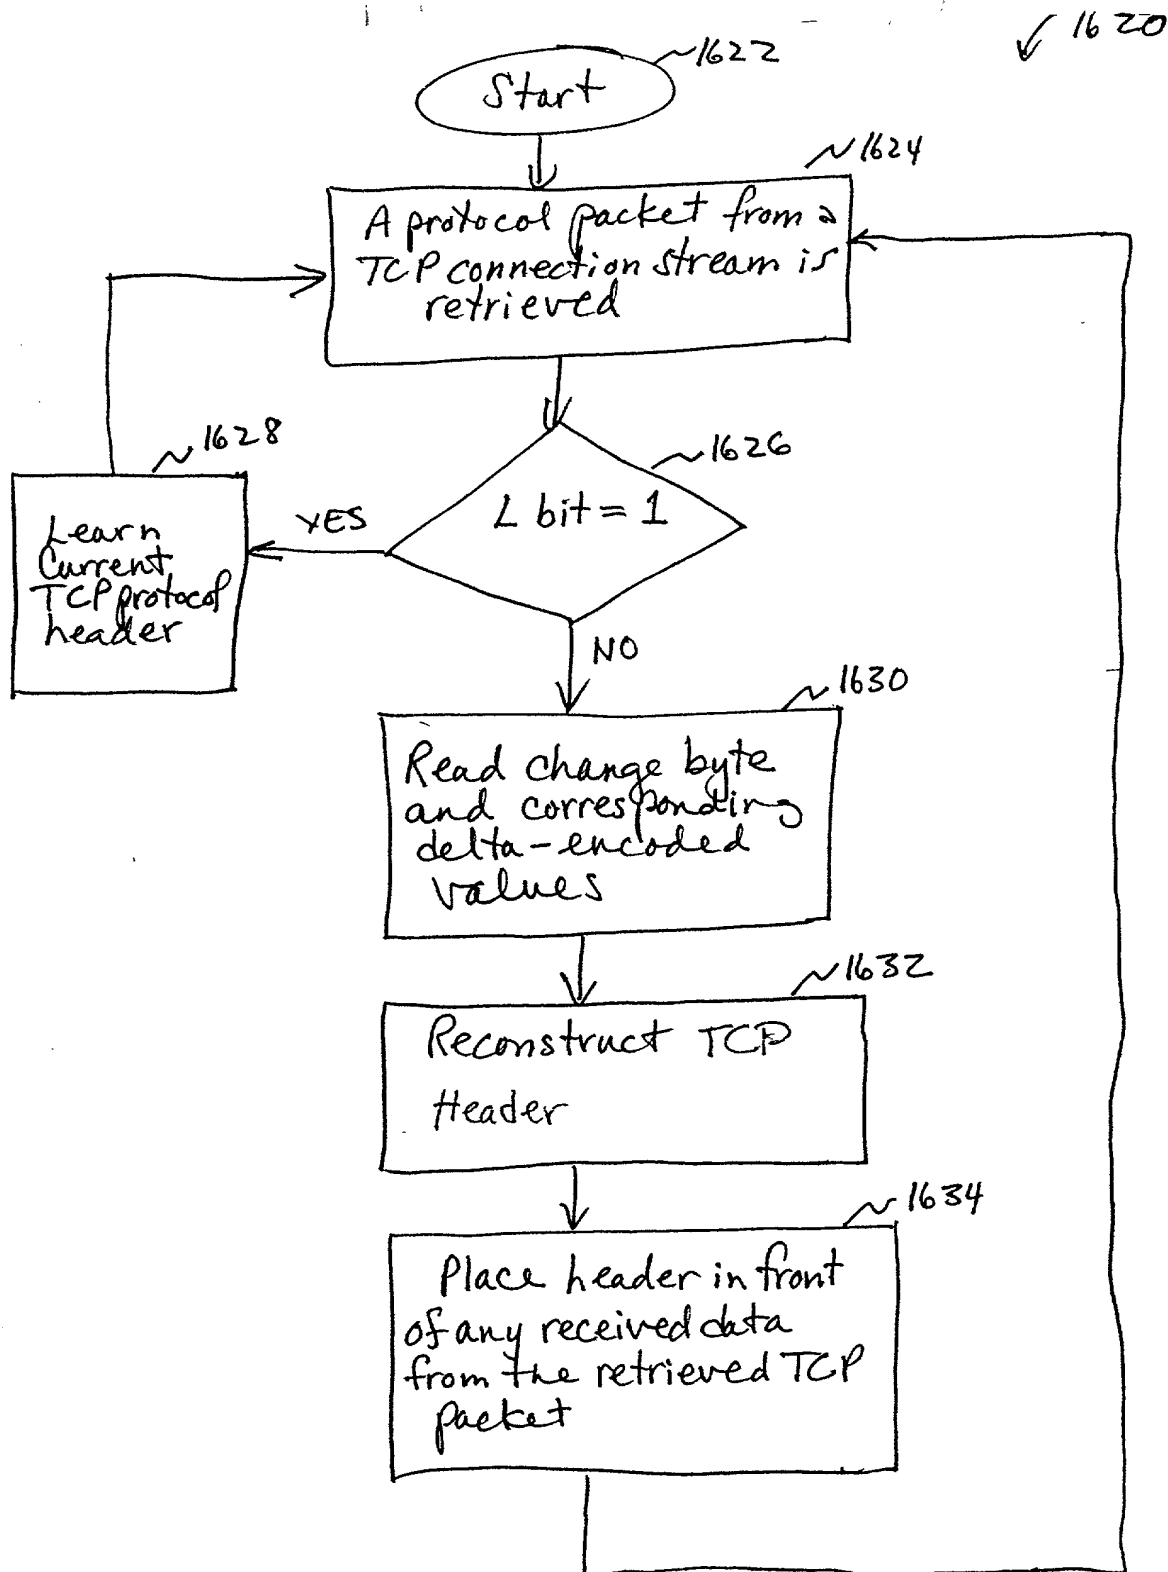 1620
1622
Start
1624
A protocol packet from a
TCP connection stream is
retrieved
1628
1626
L bit = 1
YES
Learn
Current
TCP protocol
header
NO
1630
Read change byte
and corresponding
delta-encoded
values
1632
Reconstruct TCP
Header
1634
Place header in front
of any received data
from the retrieved TCP
packet